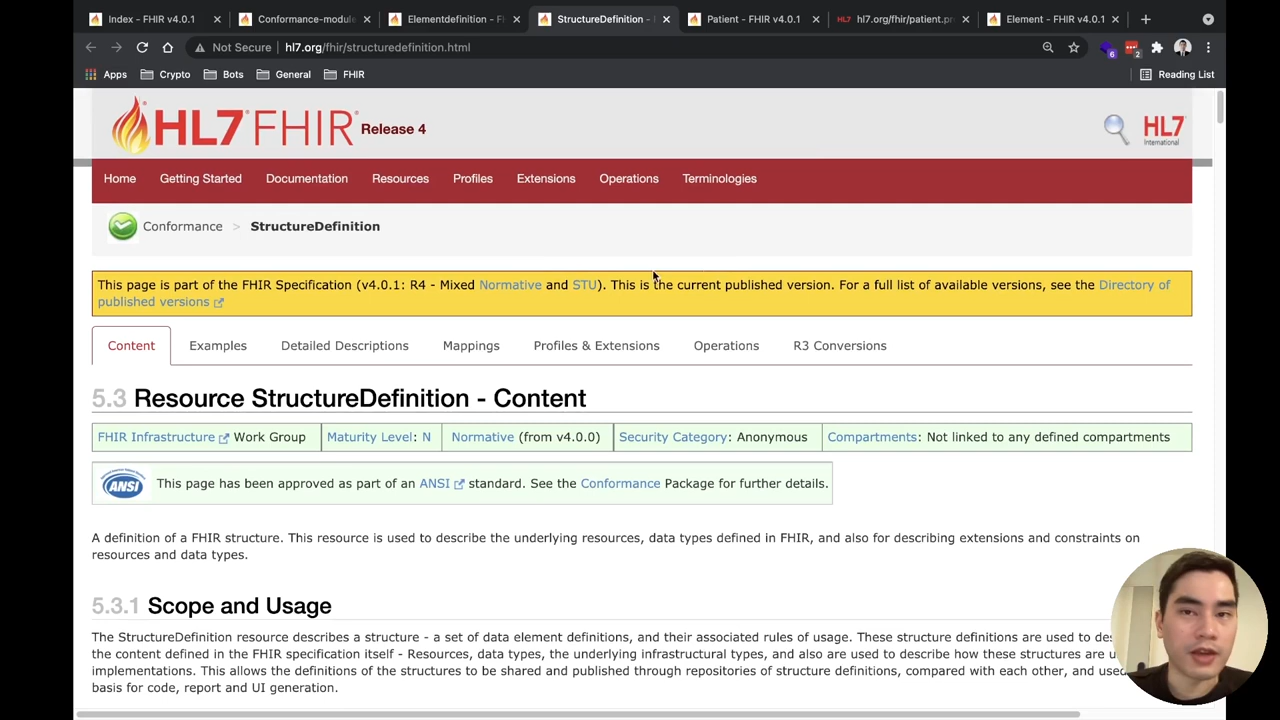 Index - FHIR v4.0.1
Conformance-module
Elementdefinition - F
StructureDefinition -
Patient - FHIR v4.0.1
HL7 hl7.org/fhir/patient.pr
Element - FHIR v4.0.1
Not Secure hl7.org/fhir/structuredefinition.html
6
2
Apps Crypto Bots General FHIR Reading List
HL7 FHIR Release 4
HL7 International
Home Getting Started Documentation Resources Profiles Extensions Operations Terminologies
Conformance > StructureDefinition
This page is part of the FHIR Specification (v4.0.1: R4 - Mixed Normative and STU). This is the current published version. For a full list of available versions, see the Directory of
published versions
Content Examples Detailed Descriptions Mappings Profiles & Extensions Operations R3 Conversions
5.3 Resource StructureDefinition - Content
FHIR Infrastructure Work Group Maturity Level: N Normative (from v4.0.0) Security Category: Anonymous Compartments: Not linked to any defined compartments
ANSI This page has been approved as part of an ANSI standard. See the Conformance Package for further details.
A definition of a FHIR structure. This resource is used to describe the underlying resources, data types defined in FHIR, and also for describing extensions and constraints on
resources and data types.
5.3.1 Scope and Usage
The StructureDefinition resource describes a structure - a set of data element definitions, and their associated rules of usage. These structure definitions are used to
the content defined in the FHIR specification itself - Resources, data types, the underlying infrastructural types, and also are used to describe how these structures are
implementations. This allows the definitions of the structures to be shared and published through repositories of structure definitions, compared with each other, and used
basis for code, report and UI generation.